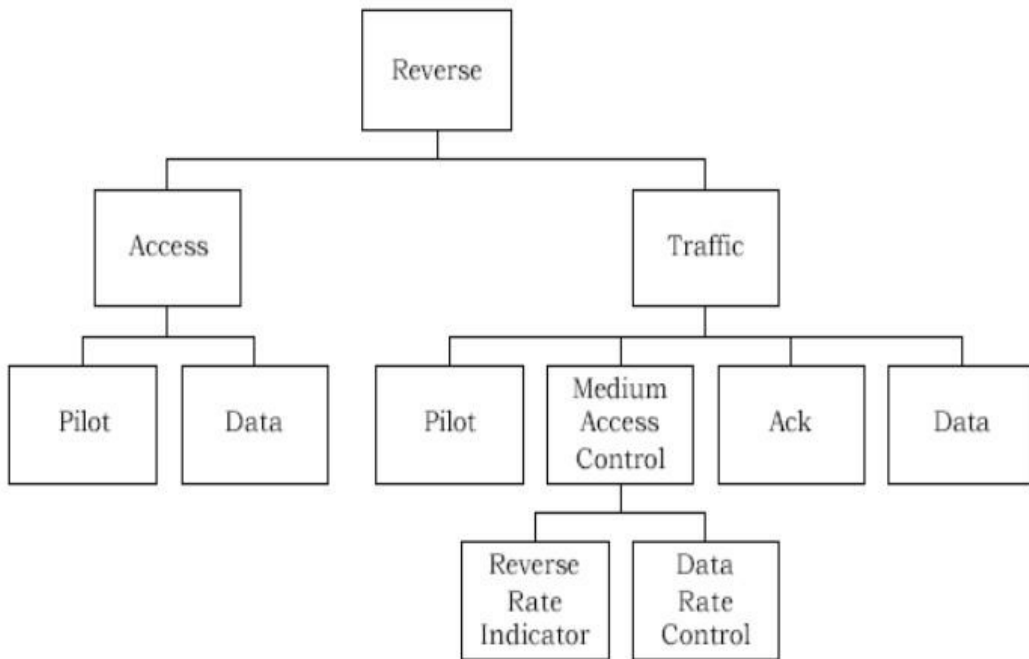 Reverse
Access
Traffic
Pilot
Data
Pilot
Medium
Access
Control
Ack
Data
Reverse
Rate
Indicator
Data
Rate
Control